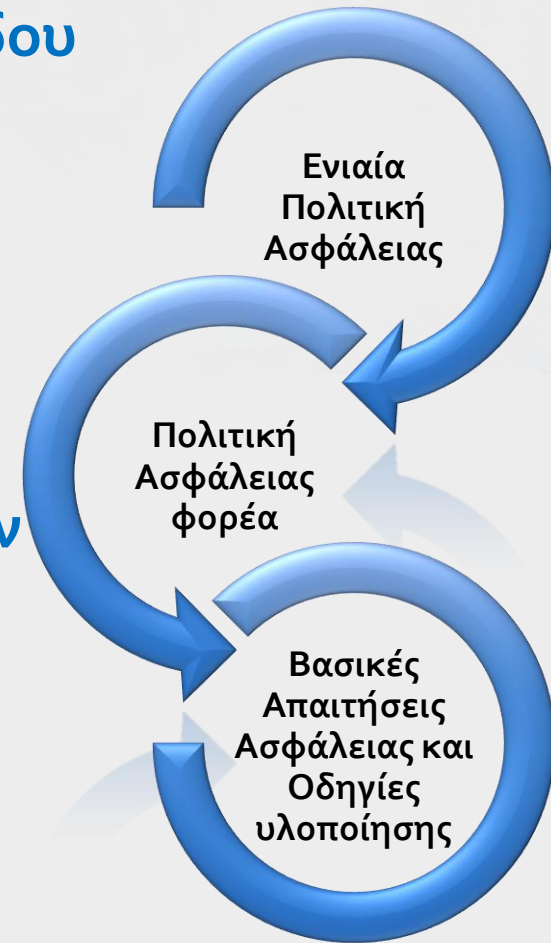 Ενιαία
Πολιτική
Ασφάλειας
Πολιτική
Ασφάλειας
φορέα
Βασικές
Απαιτήσεις
Ασφάλειας και
Οδηγίες
υλοποίησης